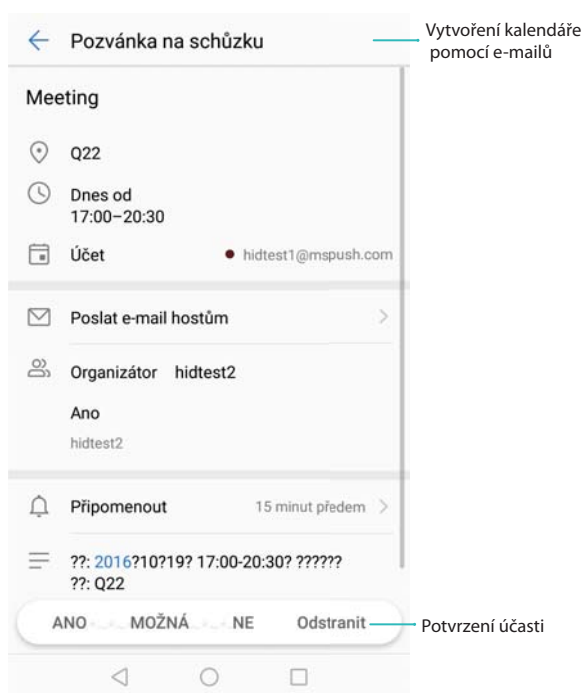 Pozvánka na schůzku
Vytvoření kalendáře
pomocí e-mailů
Meeting
Q22
Dnes od
17:00–20:30
Účet hidtest1@mspush.com
Poslat e-mail hostům
Organizátor hidtest2
Ano
hidtest2
Připomenout 15 minut předem
??: 2016?10?19? 17:00-20:30? ??????
??: Q22
ANO MOŽNÁ NE Odstranit
Potvrzení účasti